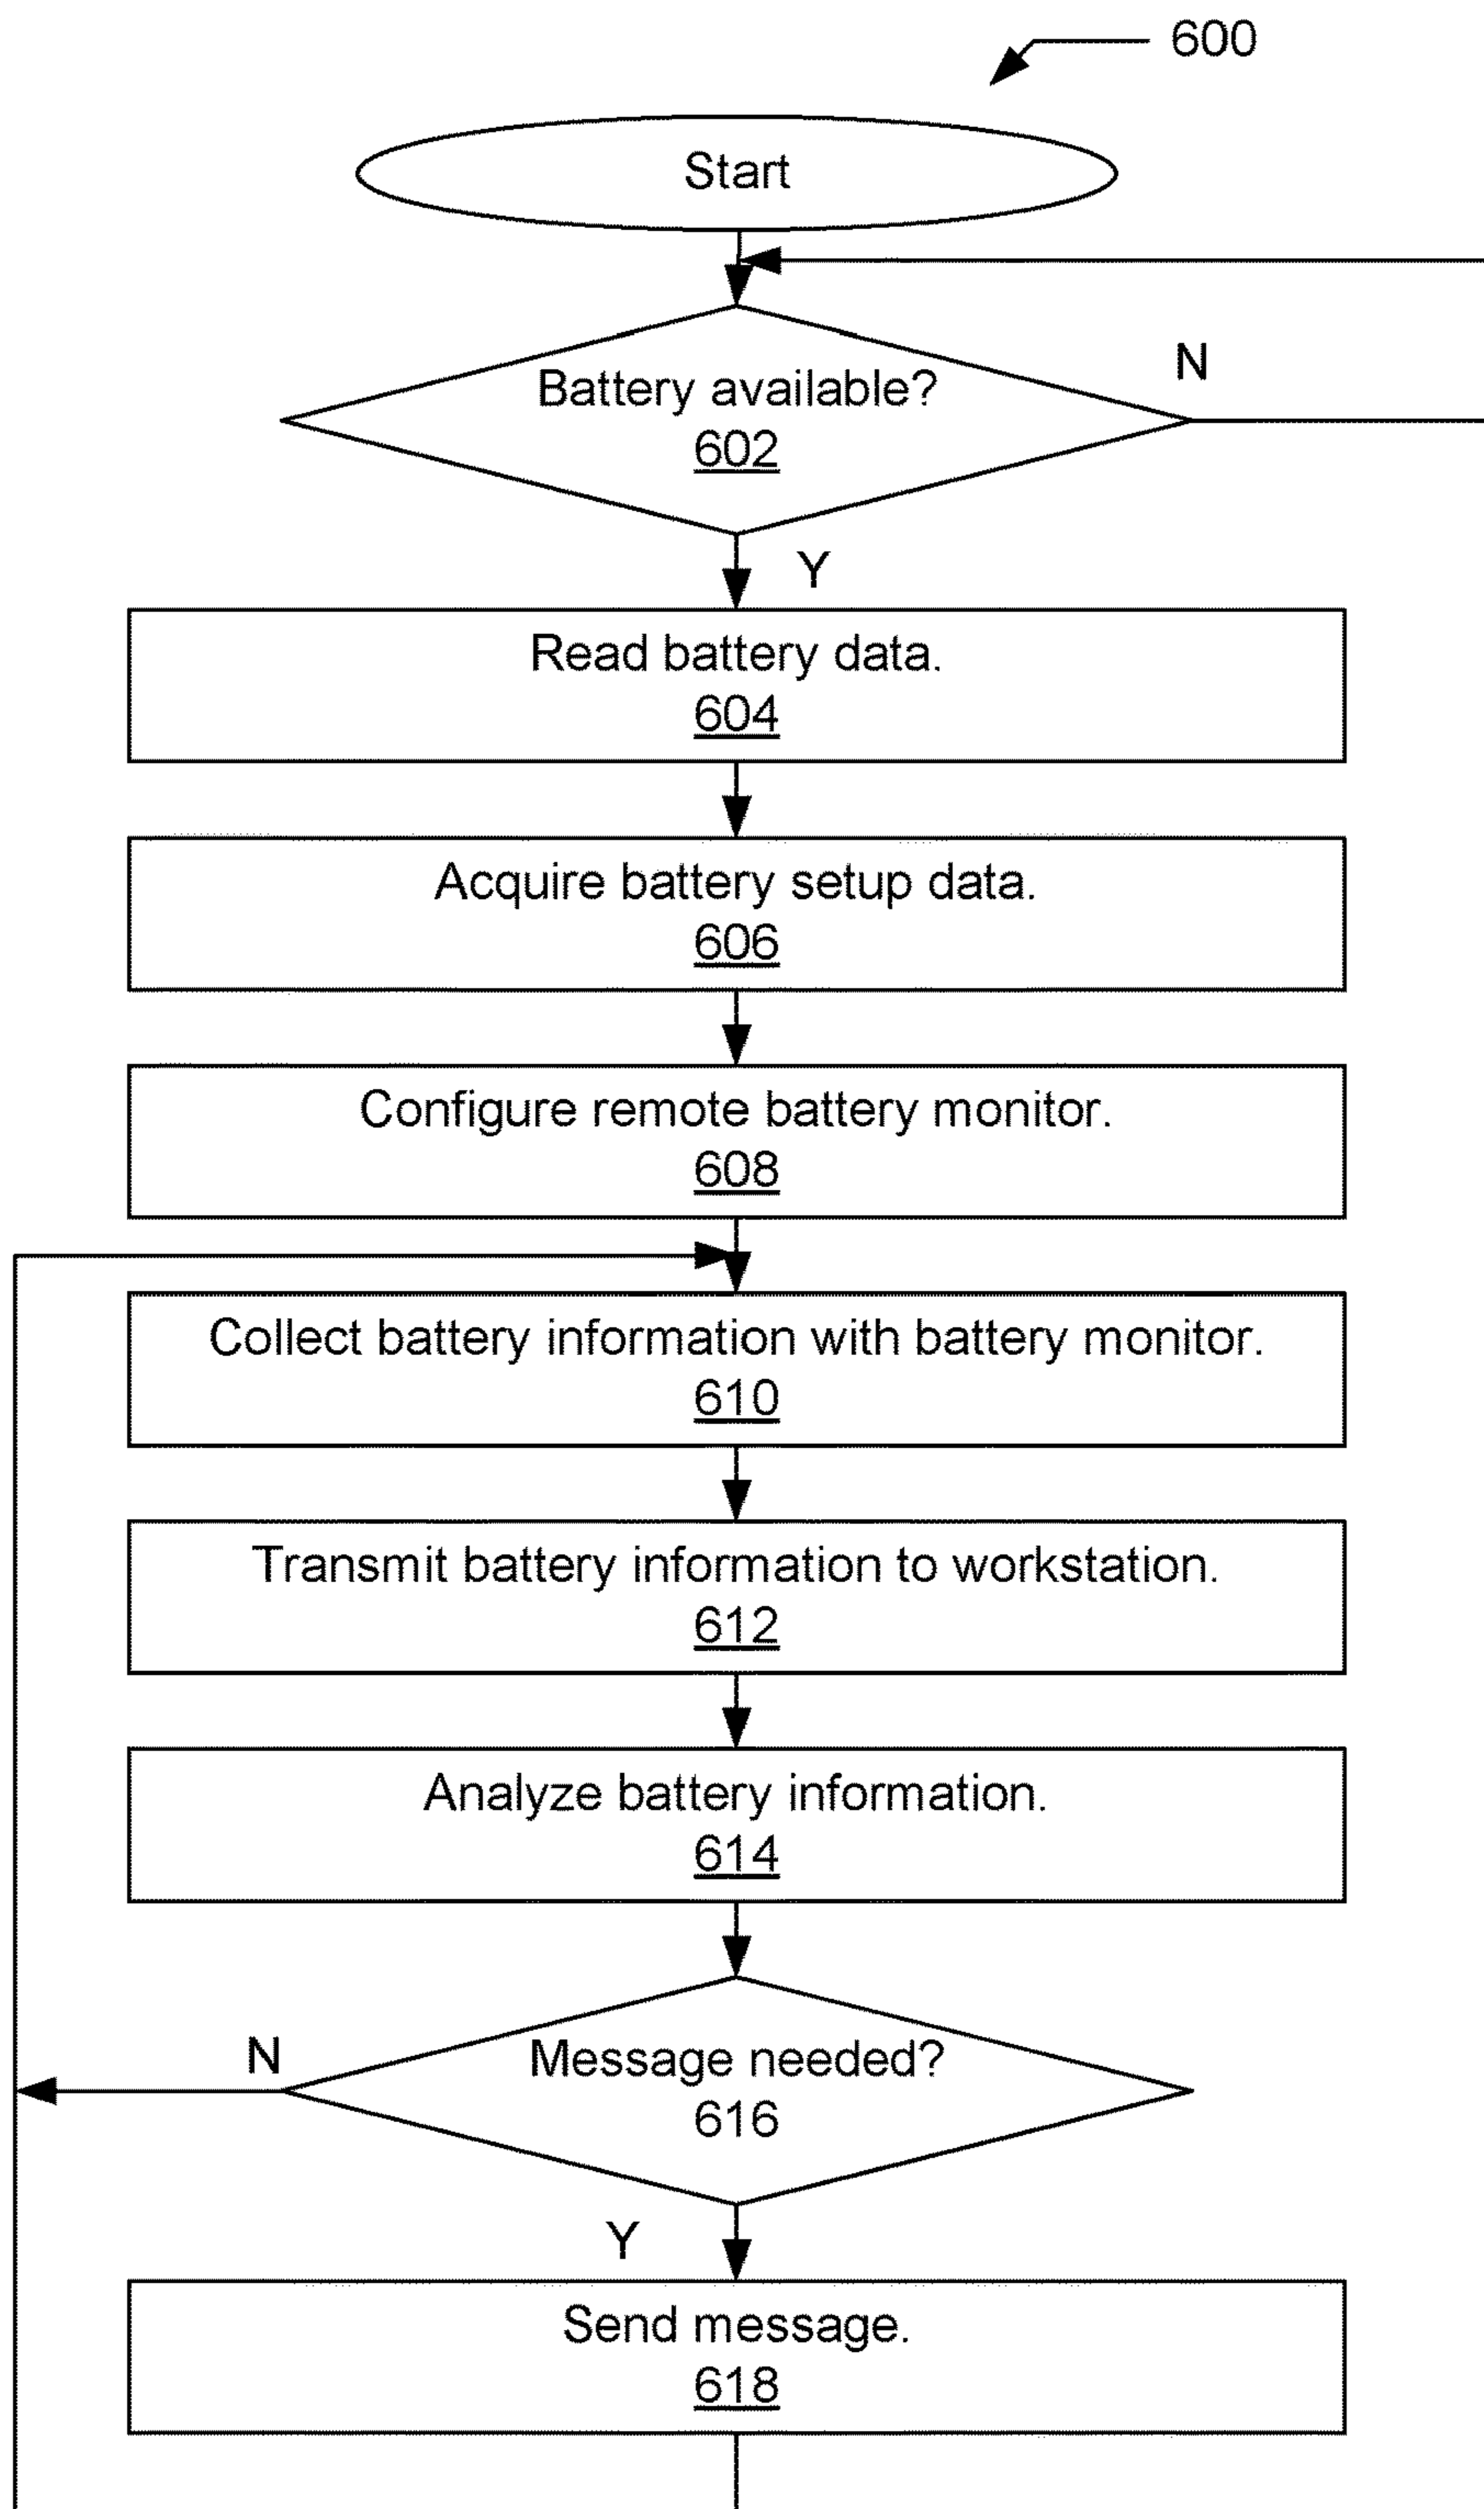 600
Start
Battery available?
602
N
Y
Read battery data.
604
Acquire battery setup data.
606
Configure remote battery monitor.
608
Collect battery information with battery monitor.
610
Transmit battery information to workstation.
612
Analyze battery information.
614
N
Message needed?
616
Y
Send message.
618